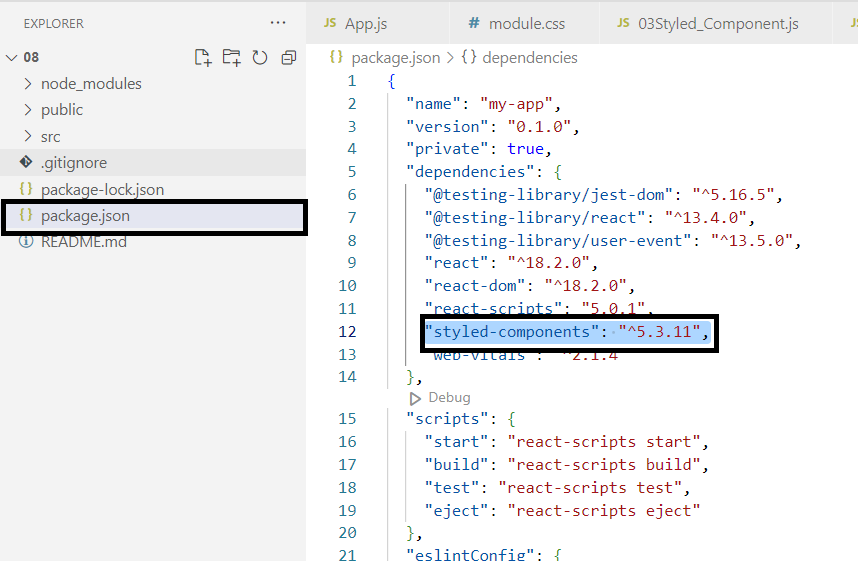 EXPLORER
08
node_modules
public
src
.gitignore
package-lock.json
package.json
README.md
JS App.js
# module.css
JS 03Styled_Component.js
JS
{} package.json > {} dependencies
1 {
2 "name": "my-app",
3 "version": "0.1.0",
4 "private": true,
5 "dependencies": {
6 "@testing-library/jest-dom": "^5.16.5",
7 "@testing-library/react": "^13.4.0",
8 "@testing-library/user-event": "^13.5.0",
9 "react": "^18.2.0",
10 "react-dom": "^18.2.0",
11 "react-scripts": "5.0.1",
12 "styled-components": "^5.3.11",
13 "web-vitals": "^2.1.4"
14 },
Debug
15 "scripts": {
16 "start": "react-scripts start",
17 "build": "react-scripts build",
18 "test": "react-scripts test",
19 "eject": "react-scripts eject"
20 },
21 "eslintConfig": {